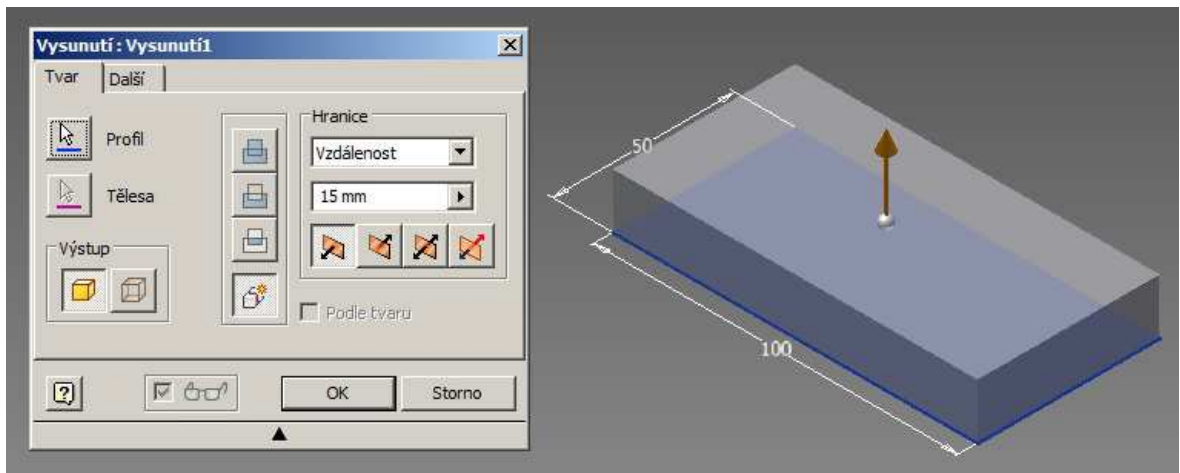 Vysunutí : Vysunutí1
Tvar
Další
Profil
Tělesa
Výstup
Hranice
Vzdálenost
15 mm
Podle tvaru
OK
Storno
50
100